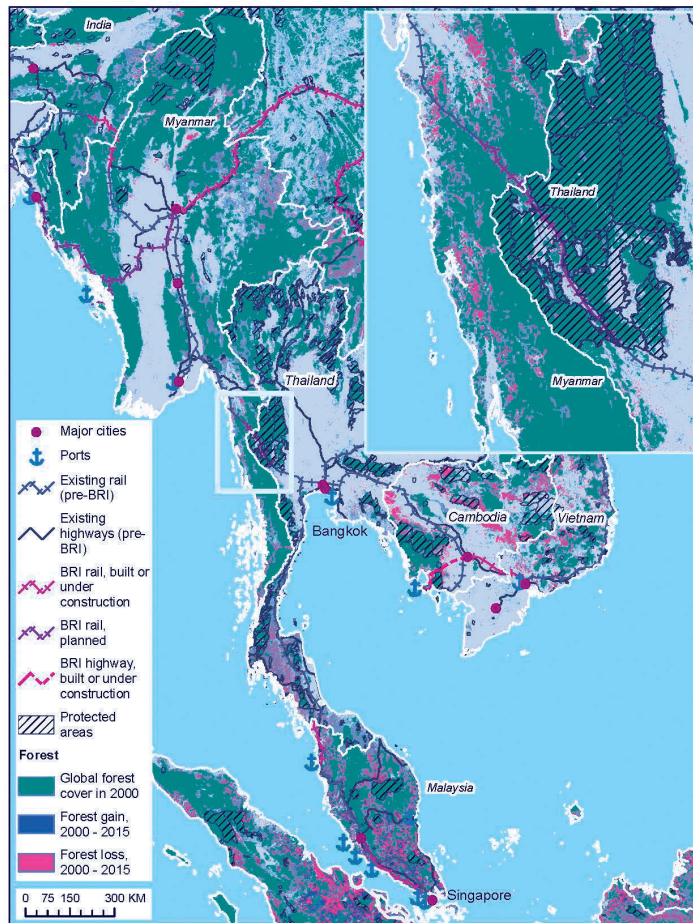 India
Myanmar
Thailand
Myanmar
Thailand
Bangkok
Cambodia
Vietnam
Malaysia
Singapore
Major cities
Ports
Existing rail
(pre-BRI)
Existing
highways (pre-
BRI)
BRI rail, built or
under
construction
BRI rail,
planned
BRI highway,
built or under
construction
Protected
areas
Forest
Global forest
cover in 2000
Forest gain,
2000 - 2015
Forest loss,
2000 - 2015
0 75 150 300 KM